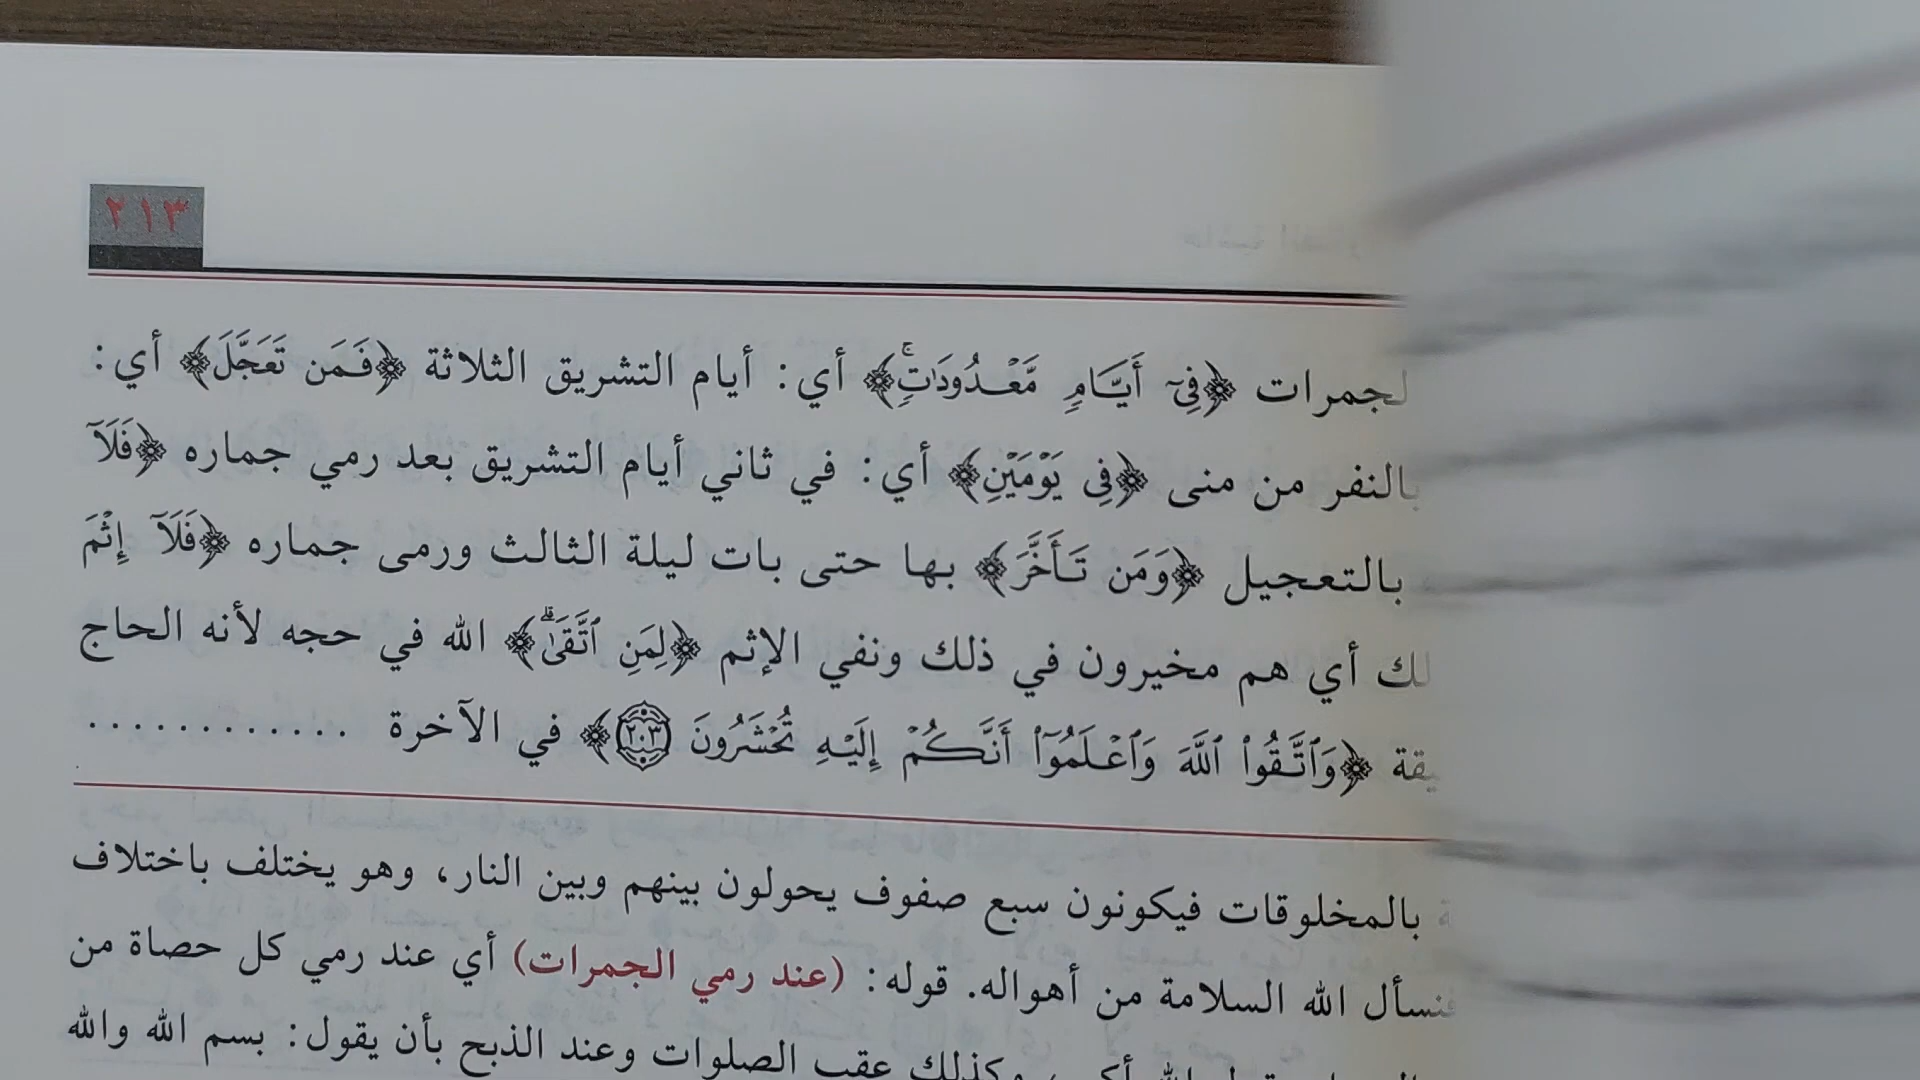 ٢١٣
لجمرات ﴿فِىٓ أَيَّامٍ مَّعْدُودَٰتٍۚ﴾ أي: أيام التشريق الثلاثة ﴿فَمَن تَعَجَّلَ﴾ أي:
بالنفر من منى ﴿فِى يَوْمَيْنِ﴾ أي: في ثاني أيام التشريق بعد رمي جماره ﴿فَلَآ
بالتعجيل ﴿وَمَن تَأَخَّرَ﴾ بها حتى بات ليلة الثالث ورمى جماره ﴿فَلَآ إِثْمَ
لك أي هم مخيرون في ذلك ونفي الإثم ﴿لِمَنِ ٱتَّقَىٰۗ﴾ الله في حجه لأنه الحاج
يقة ﴿وَٱتَّقُوا۟ ٱللَّهَ وَٱعْلَمُوٓا۟ أَنَّكُمْ إِلَيْهِ تُحْشَرُونَ ٢٠٣﴾ في الآخرة ............
بالمخلوقات فيكونون سبع صفوف يحولون بينهم وبين النار، وهو يختلف باختلاف
فنسأل الله السلامة من أهواله. قوله: (عند رمي الجمرات) أي عند رمي كل حصاة من
وكذلك عقب الصلوات وعند الذبح بأن يقول: بسم الله والله